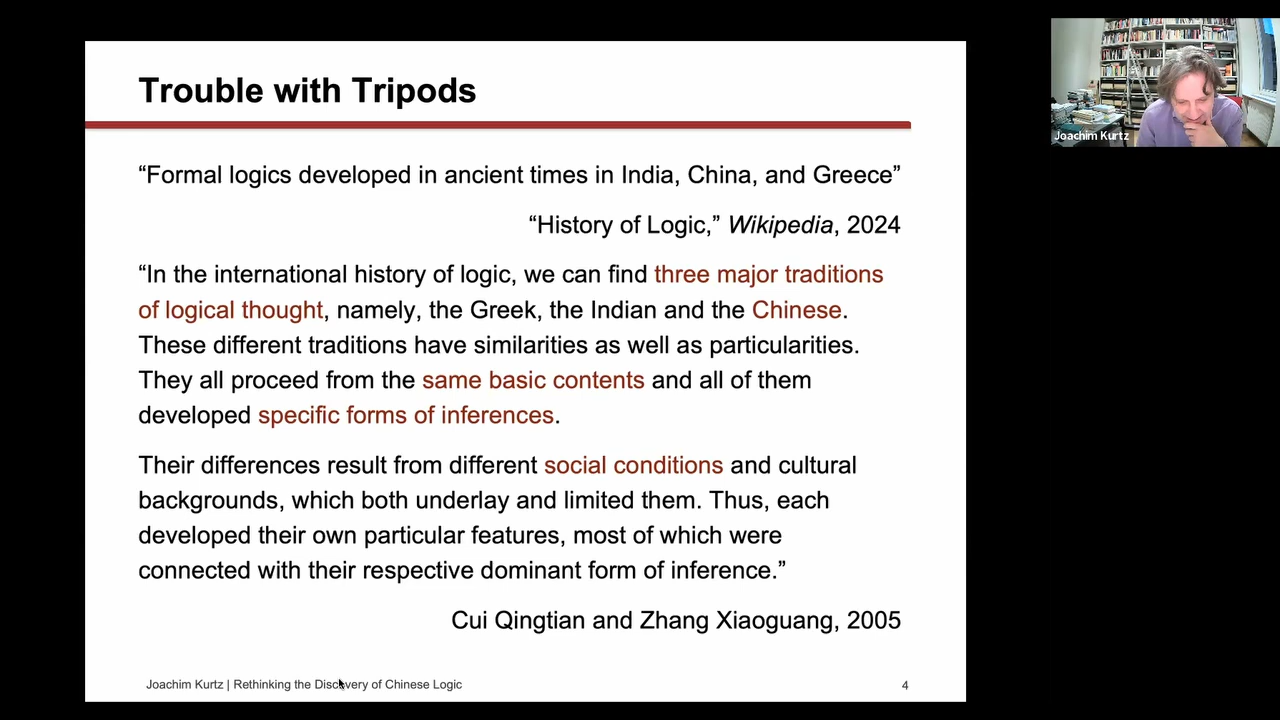 Trouble with Tripods
“Formal logics developed in ancient times in India, China, and Greece”
“History of Logic,” Wikipedia, 2024
“In the international history of logic, we can find three major traditions
of logical thought, namely, the Greek, the Indian and the Chinese.
These different traditions have similarities as well as particularities.
They all proceed from the same basic contents and all of them
developed specific forms of inferences.
Their differences result from different social conditions and cultural
backgrounds, which both underlay and limited them. Thus, each
developed their own particular features, most of which were
connected with their respective dominant form of inference.”
Cui Qingtian and Zhang Xiaoguang, 2005
Joachim Kurtz | Rethinking the Discovery of Chinese Logic
4
Joachim Kurtz